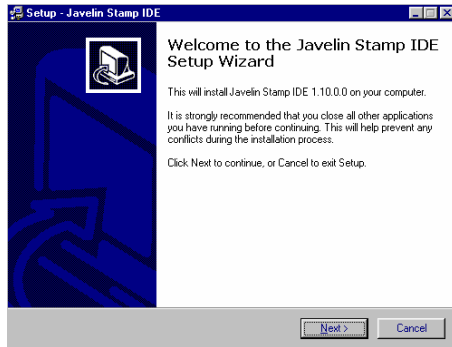 Setup - Javelin Stamp IDE
Welcome to the Javelin Stamp IDE
Setup Wizard
This will install Javelin Stamp IDE 1.10.0.0 on your computer.
It is strongly recommended that you close all other applications
you have running before continuing. This will help prevent any
conflicts during the installation process.
Click Next to continue, or Cancel to exit Setup.
Next >
Cancel